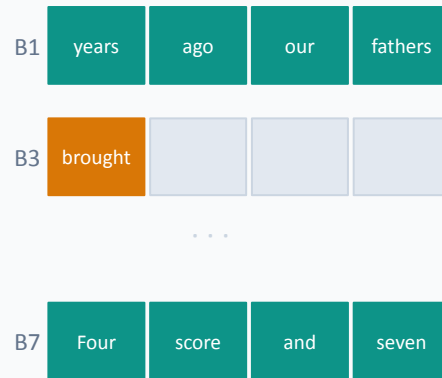 B1 years ago our fathers
B3 brought
. . .
B7 Four score and seven